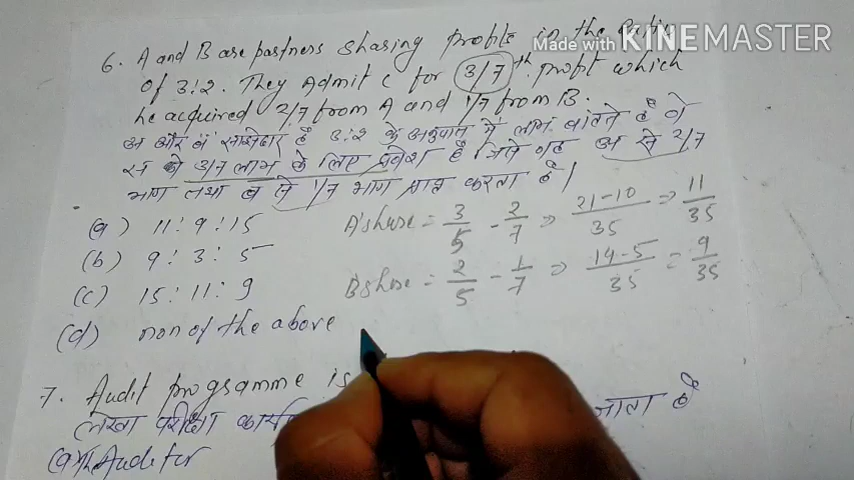 Made with KINEMASTER
6. A and B are partners sharing profits in the Ratio
of 3:2. They Admit C for 3/7th profit which
he acquired 2/7 from A and 1/7 from B.
अ और ब साझेदार है 3:2 के अनुपात में लाभ बांटते है वे
स को 3/7 लाभ के लिए प्रवेश है जिसे वह अ से 2/7
भाग तथा ब से 1/7 भाग प्राप्त करता है।
(a) 11:9:15
(b) 9:3:5
(c) 15:11:9
(d) non of the above
A'share = 3/5 - 2/7 ⇒ 21-10/35 ⇒ 11/35
B'share = 2/5 - 1/7 ⇒ 14-5/35 = 9/35
7. Audit programme is
लेखा परीक्षा जाता है
Auditor